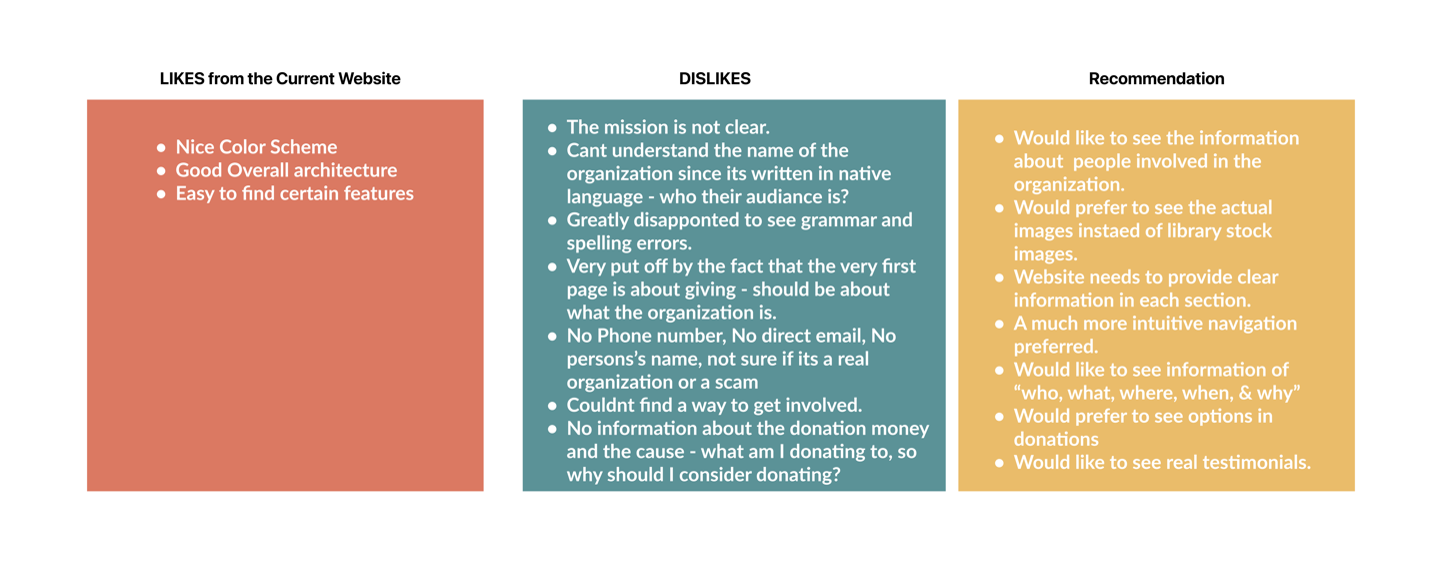 LIKES from the Current Website
• Nice Color Scheme
• Good Overall architecture
• Easy to find certain features
DISLIKES
• The mission is not clear.
• Cant understand the name of the
organization since its written in native
language - who their audience is?
• Greatly disapponted to see grammar and
spelling errors.
• Very put off by the fact that the very first
page is about giving - should be about
what the organization is.
• No Phone number, No direct email, No
persons’s name, not sure if its a real
organization or a scam
• Couldnt find a way to get involved.
• No information about the donation money
and the cause - what am I donating to, so
why should I consider donating?
Recommendation
• Would like to see the information
about  people involved in the
organization.
• Would prefer to see the actual
images instaed of library stock
images.
• Website needs to provide clear
information in each section.
• A much more intuitive navigation
preferred.
• Would like to see information of
“who, what, where, when, & why”
• Would prefer to see options in
donations
• Would like to see real testimonials.